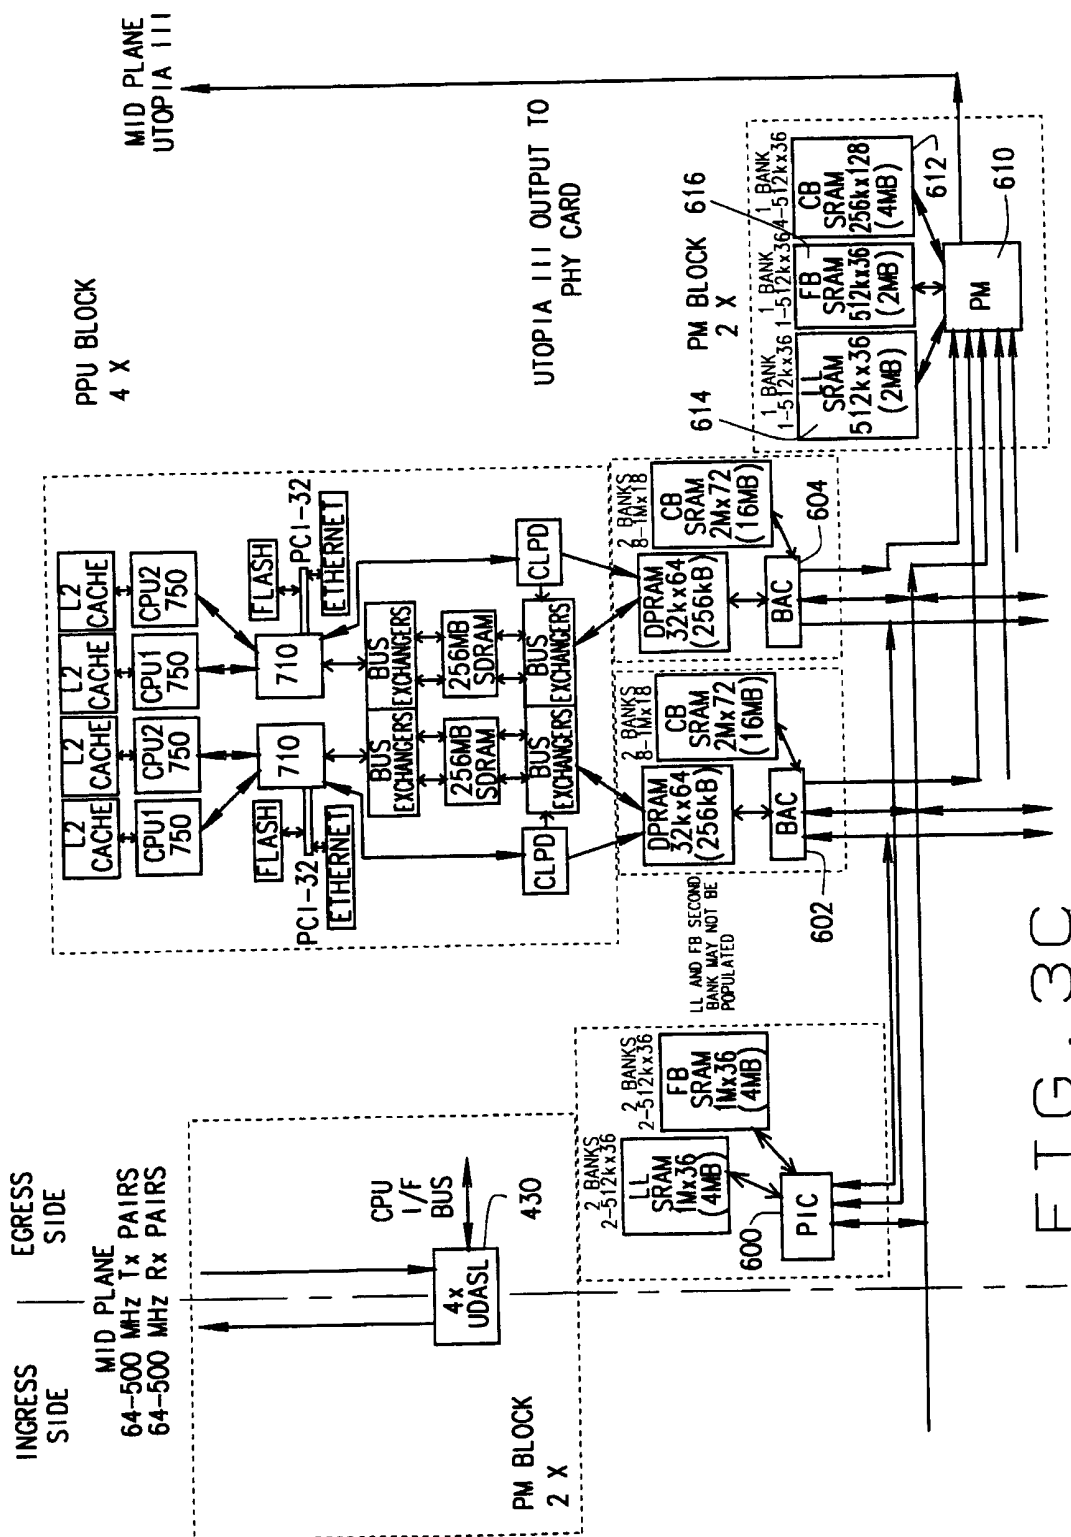 INGRESS
SIDE
EGRESS
SIDE
MID PLANE
64-500 MHz Tx PAIRS
64-500 MHz Rx PAIRS
PM BLOCK
2 X
4x
UDASL
CPU
I/F
BUS
430
PPU BLOCK
4 X
L2
CACHE
L2
CACHE
L2
CACHE
L2
CACHE
CPU1
750
CPU2
750
CPU1
750
CPU2
750
FLASH
PCI-32
ETHERNET
710
710
FLASH
PCI-32
ETHERNET
BUS
EXCHANGERS
BUS
EXCHANGERS
256MB
SDRAM
256MB
SDRAM
CLPD
BUS
EXCHANGERS
BUS
EXCHANGERS
CLPD
MID PLANE
UTOPIA III
UTOPIA III OUTPUT TO
PHY CARD
2 BANKS
2-512kx36
LL
SRAM
1Mx36
(4MB)
2 BANKS
2-512kx36
FB
SRAM
1Mx36
(4MB)
600
PIC
LL AND FB SECOND
BANK MAY NOT BE
POPULATED
DPRAM
32kx64
(256kB)
2 BANKS
8-1Mx18
CB
SRAM
2Mx72
(16MB)
BAC
602
DPRAM
32kx64
(256kB)
2 BANKS
8-1Mx18
CB
SRAM
2Mx72
(16MB)
BAC
604
614
PM BLOCK
2 X
616
1 BANK
1-512kx36
LL
SRAM
512kx36
(2MB)
1 BANK
1-512kx36
FB
SRAM
512kx36
(2MB)
1 BANK
4-512kx36
CB
SRAM
256kx128
(4MB)
612
PM
610
FIG. 3C